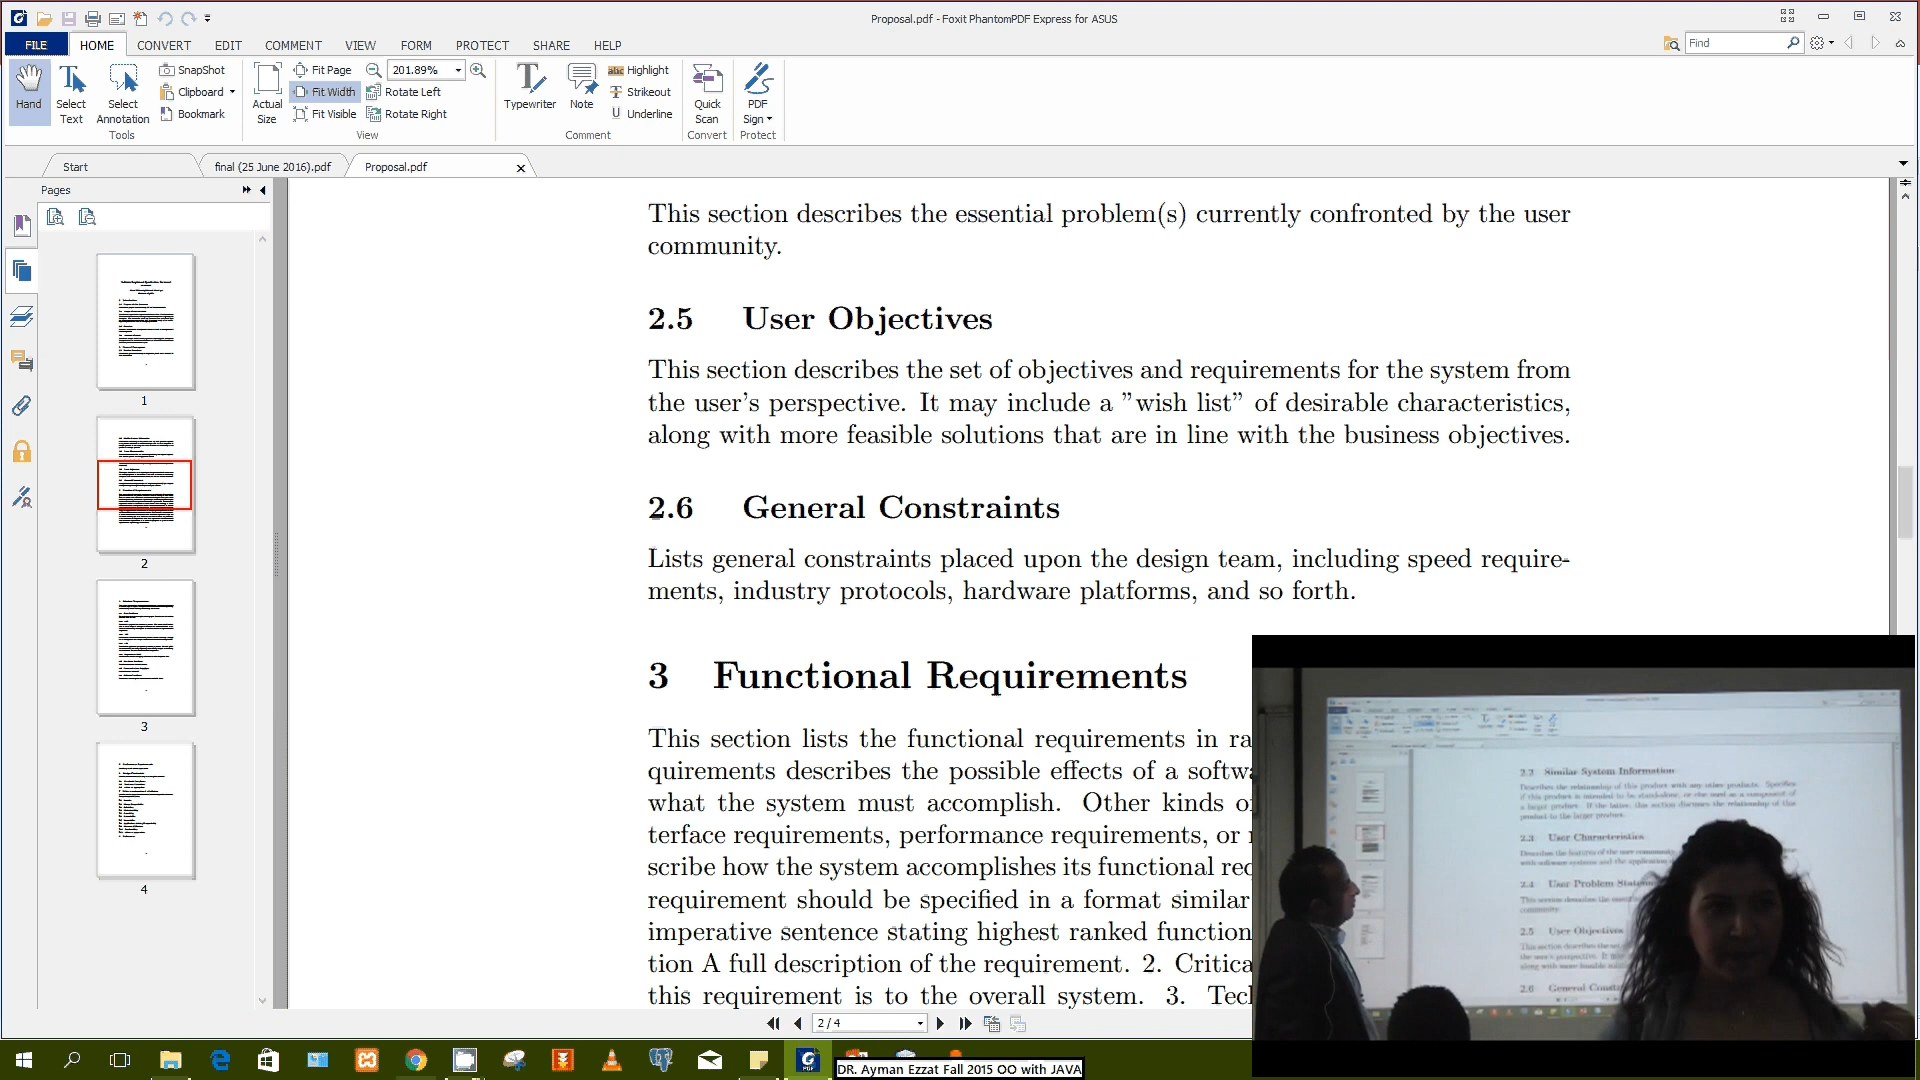 Proposal.pdf - Foxit PhantomPDF Express for ASUS
FILE HOME CONVERT EDIT COMMENT VIEW FORM PROTECT SHARE HELP
Find
Hand
Select Text
Select Annotation
SnapShot
Clipboard
Bookmark
Tools
Actual Size
Fit Page
Fit Width
Fit Visible
201.89%
Rotate Left
Rotate Right
View
Typewriter
Note
Highlight
Strikeout
Underline
Comment
Quick Scan
Convert
PDF Sign
Protect
Start
final (25 June 2016).pdf
Proposal.pdf
Pages
1
2
3
4
This section describes the essential problem(s) currently confronted by the user
community.
2.5 User Objectives
This section describes the set of objectives and requirements for the system from
the user's perspective. It may include a ”wish list” of desirable characteristics,
along with more feasible solutions that are in line with the business objectives.
2.6 General Constraints
Lists general constraints placed upon the design team, including speed require-
ments, industry protocols, hardware platforms, and so forth.
3 Functional Requirements
This section lists the functional requirements in ra
quirements describes the possible effects of a softwa
what the system must accomplish. Other kinds o
terface requirements, performance requirements, or
scribe how the system accomplishes its functional req
requirement should be specified in a format similar
imperative sentence stating highest ranked function
tion A full description of the requirement. 2. Critica
this requirement is to the overall system. 3. Tec
2.3 User Characteristics
2.5 User Objectives
2 / 4
DR. Ayman Ezzat Fall 2015 OO with JAVA